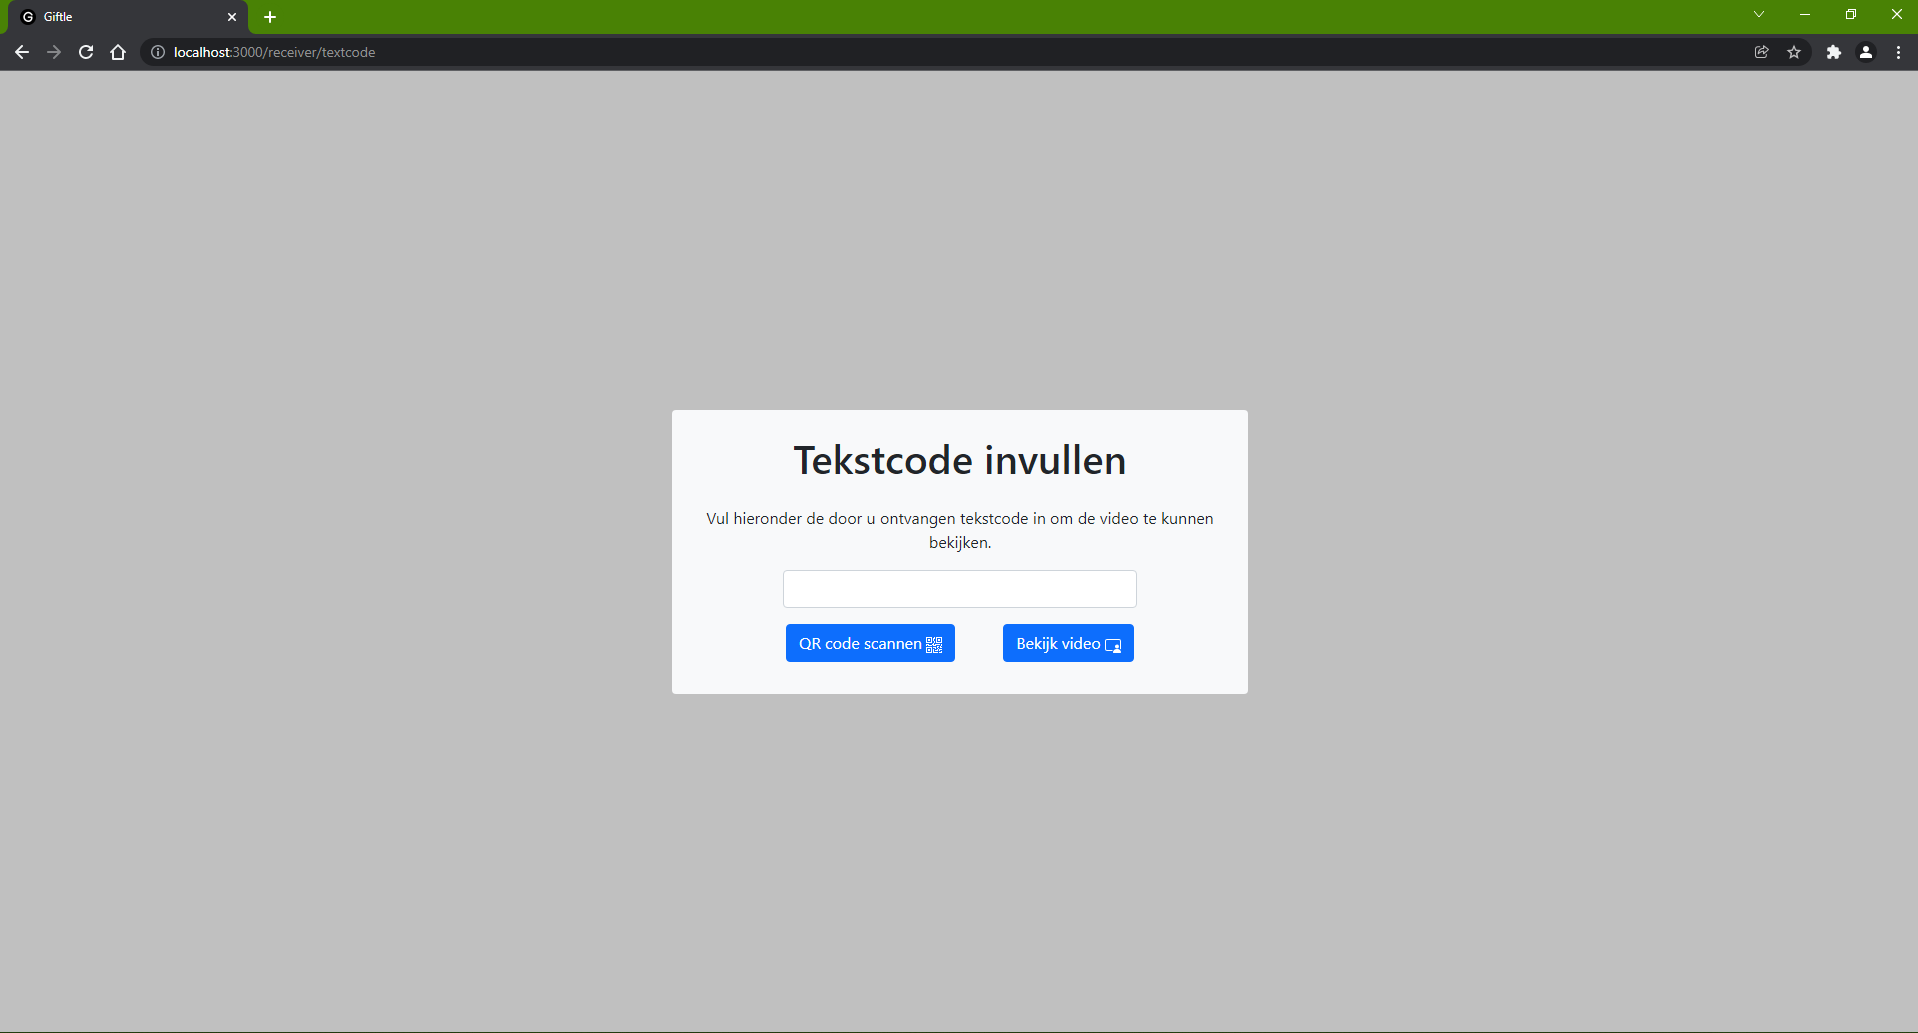 Giftle
localhost:3000/receiver/textcode
Tekstcode invullen
Vul hieronder de door u ontvangen tekstcode in om de video te kunnen
bekijken.
QR code scannen
Bekijk video